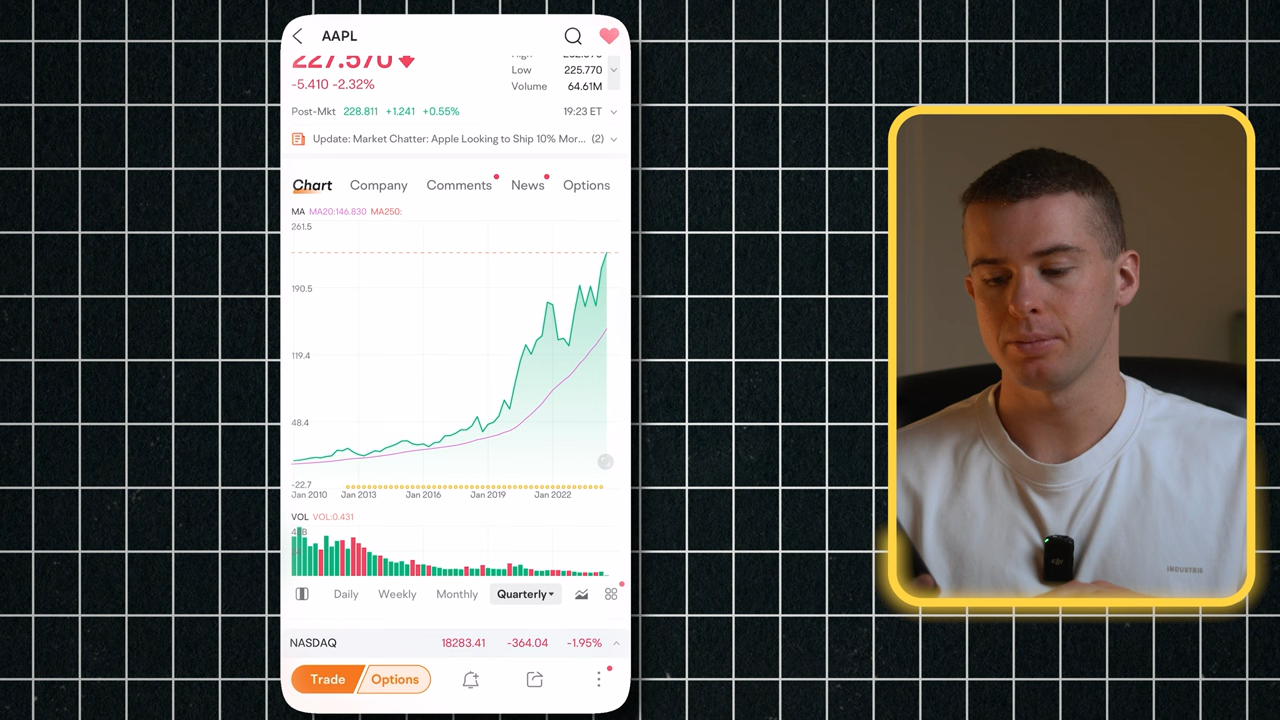 AAPL
227.570
-5.410 -2.32%
Low 225.770
Volume 64.61M
Post-Mkt 228.811 +1.241 +0.55% 19:23 ET
Update: Market Chatter: Apple Looking to Ship 10% Mor... (2)
Chart Company Comments News Options
MA MA20:146.830 MA250:
261.5
190.5
119.4
48.4
-22.7
Jan 2010 Jan 2013 Jan 2016 Jan 2019 Jan 2022
VOL VOL:0.431
Daily Weekly Monthly Quarterly
NASDAQ 18283.41 -364.04 -1.95%
Trade Options
dji
INDUSTRIE